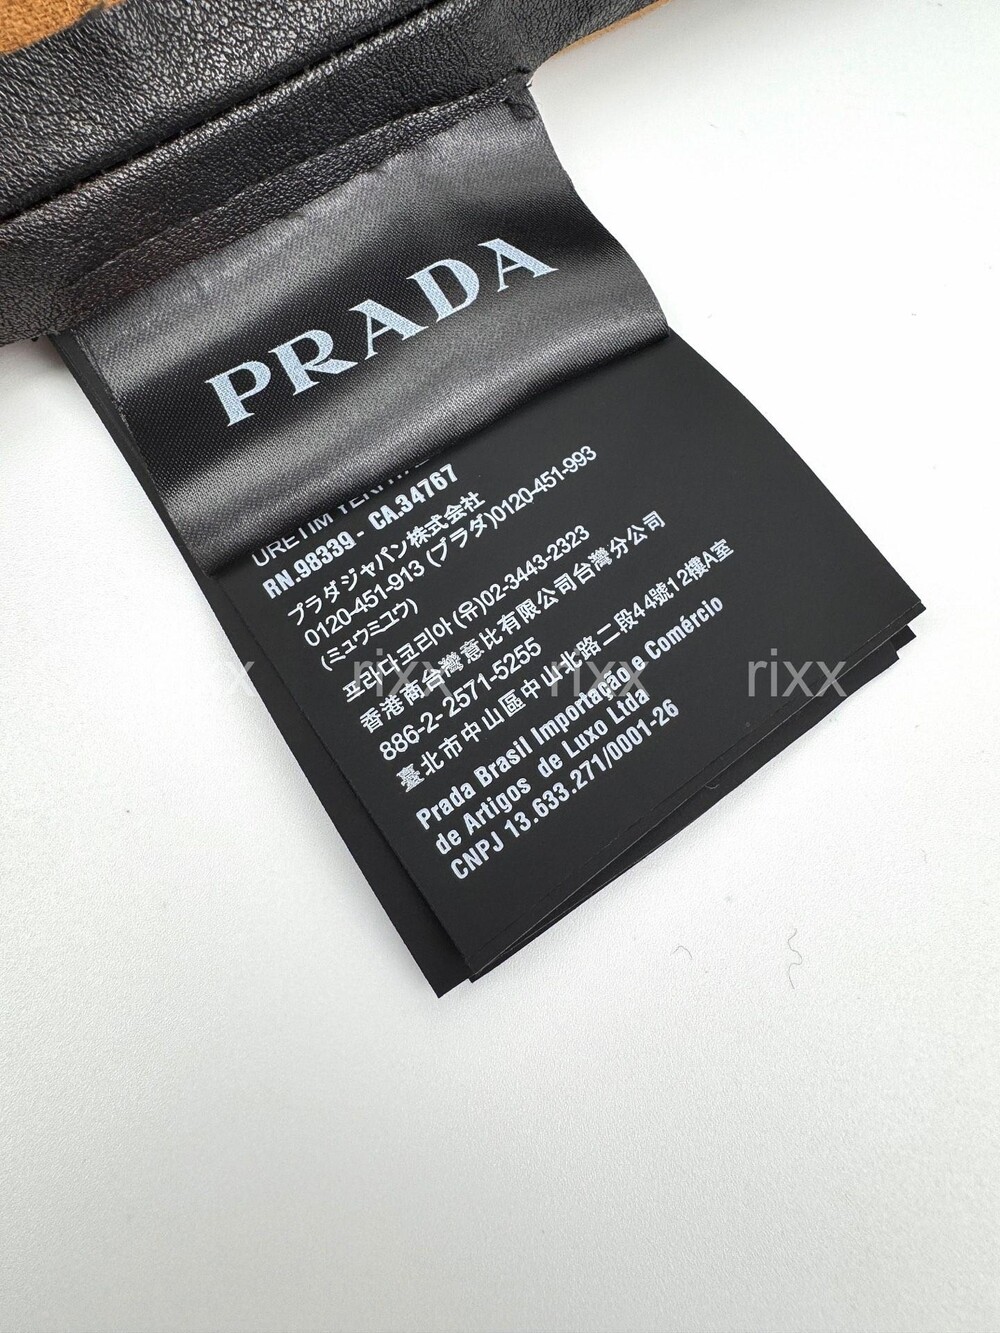 PRADA
URETIM YERI
RN.98339 - CA.34767
プラダジャパン株式会社
0120-451-913 (プラダ)0120-451-993
(ミュウミュウ)
프라다코리아(유)02-3443-2323
香港商台灣意比有限公司台灣分公司
886-2- 2571-5255
臺北市中山區中山北路二段44號12樓A室
Prada Brasil Importação e Comércio
de Artigos de Luxo Ltda
CNPJ 13.633.271/0001-26
rixx rixx rixx